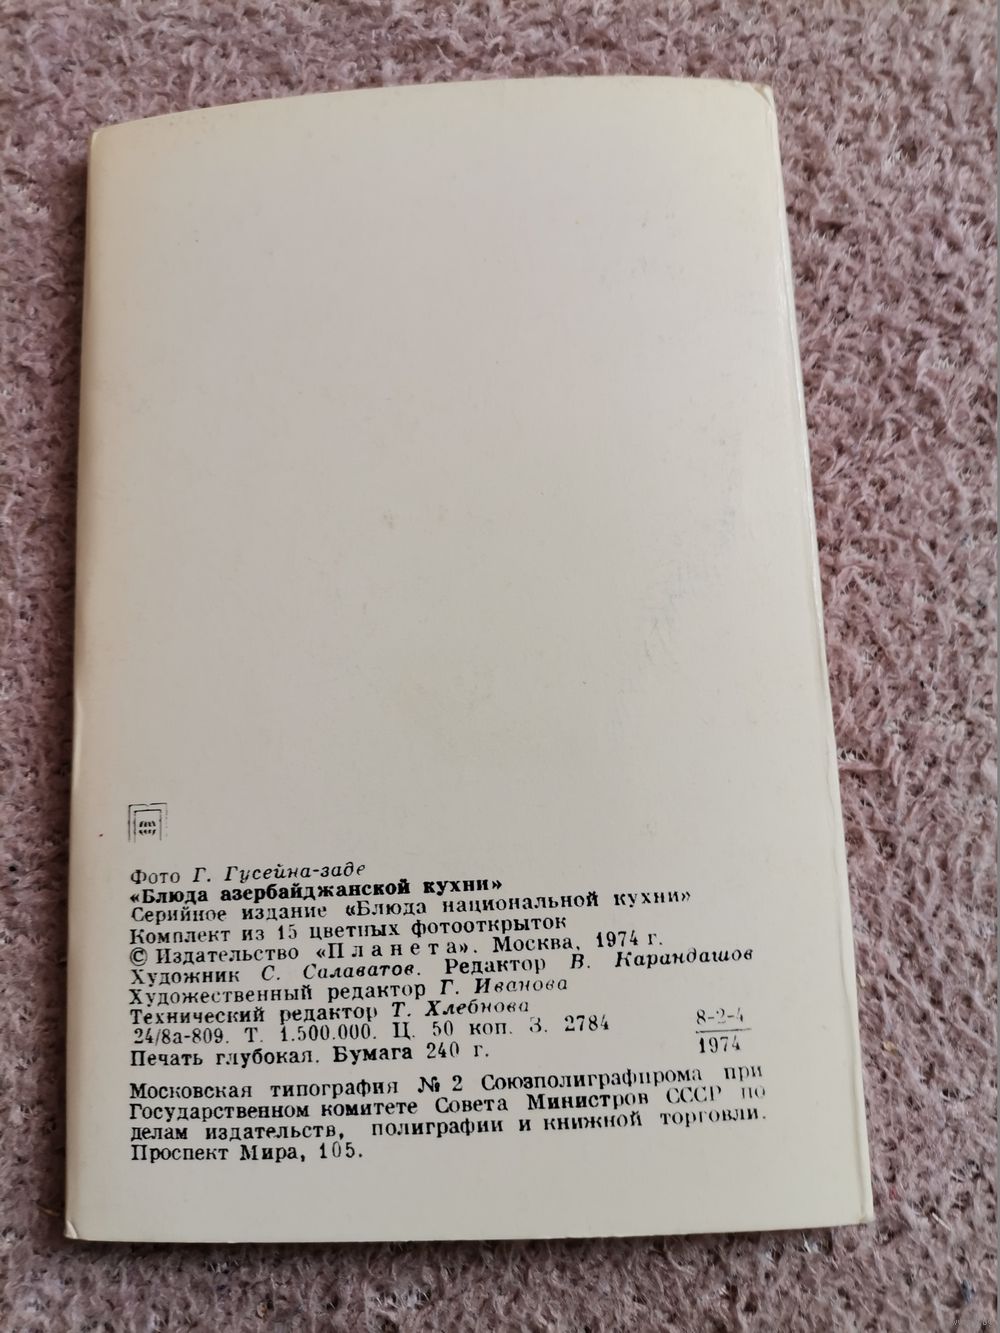 Фото Г. Гусейна-заде
«Блюда азербайджанской кухни»
Серийное издание «Блюда национальной кухни»
Комплект из 15 цветных фотооткрыток
© Издательство «Планета». Москва, 1974 г.
Художник С. Салаватов. Редактор В. Карандашов
Художественный редактор Г. Иванова
Технический редактор Т. Хлебнова
24/8а-809. Т. 1.500.000. Ц. 50 коп. З. 2784
8-2-4
1974
Печать глубокая. Бумага 240 г.
Московская типография № 2 Союзполиграфпрома при
Государственном комитете Совета Министров СССР по
делам издательств, полиграфии и книжной торговли.
Проспект Мира, 105.